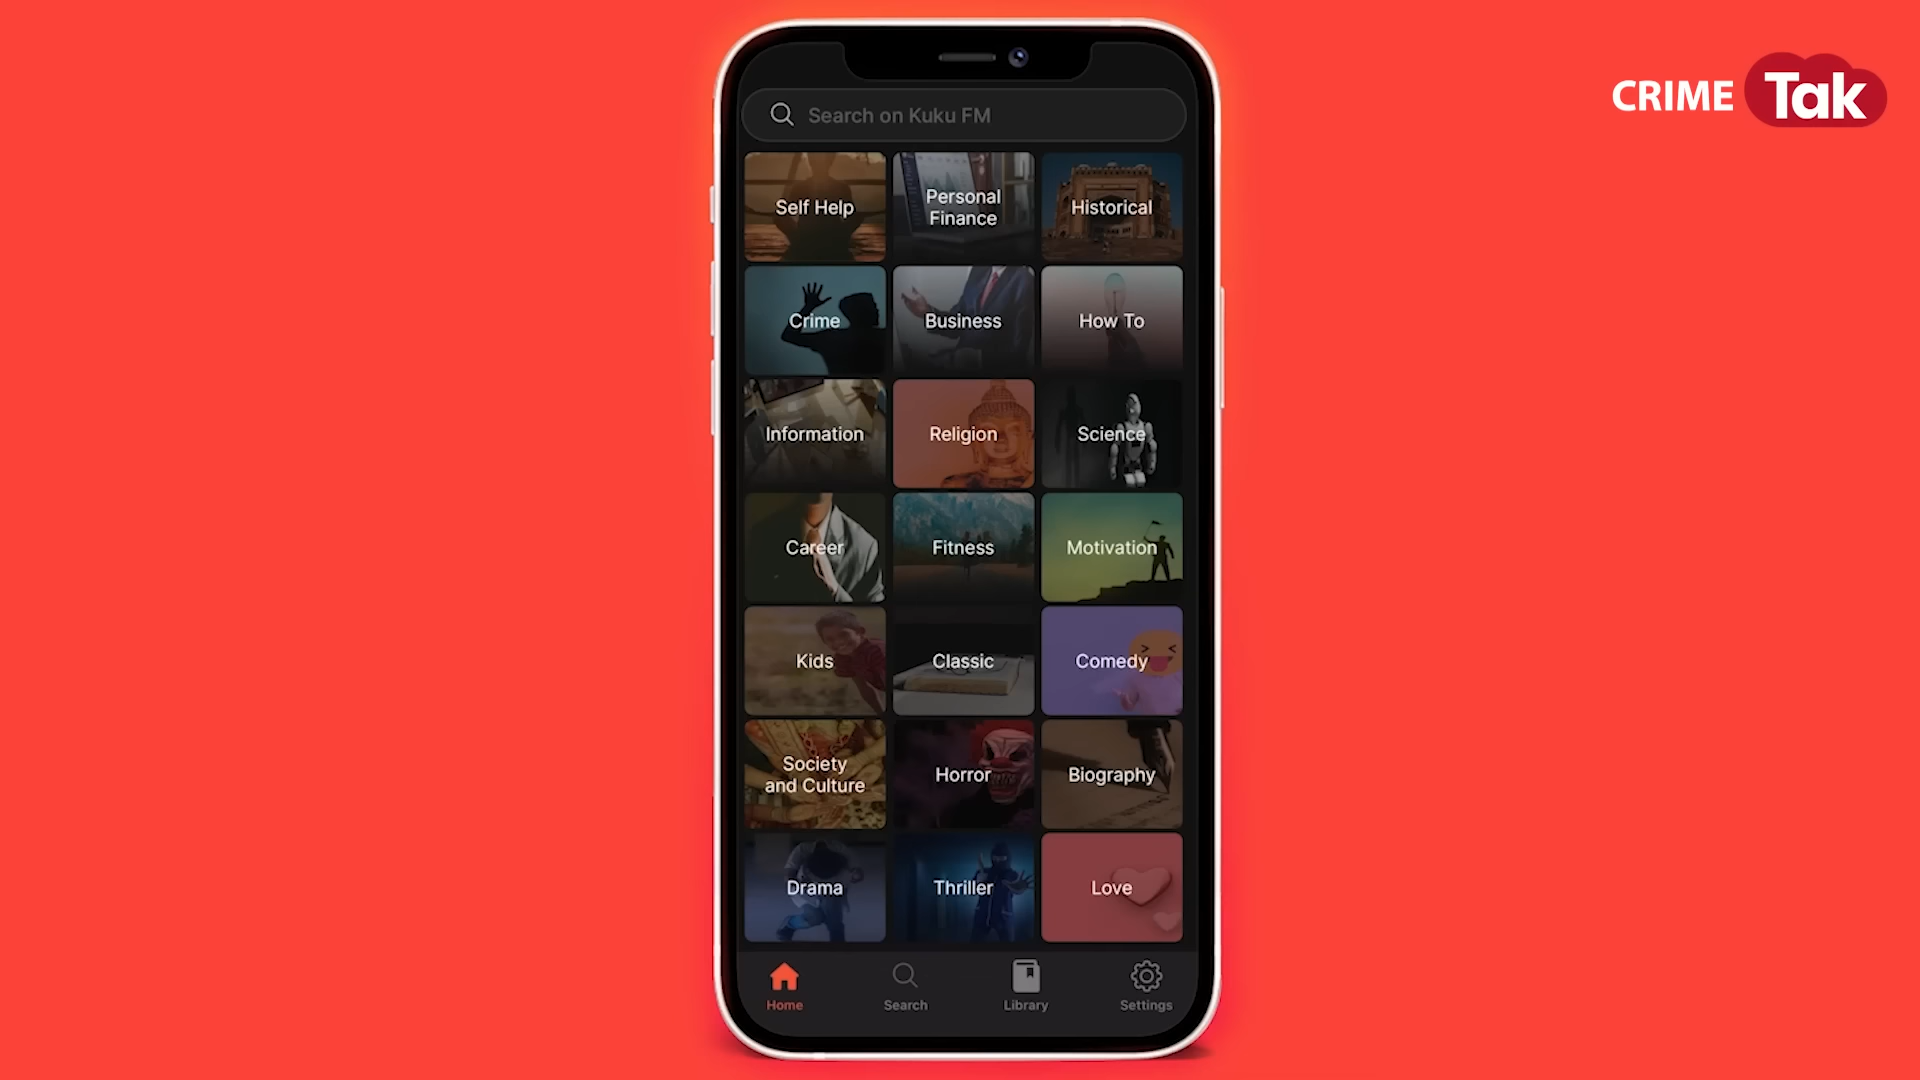 CRIME Tak
Search on Kuku FM
Self Help
Personal
Finance
Historical
Crime
Business
How To
Information
Religion
Science
Career
Fitness
Motivation
Kids
Classic
Comedy
Society
and Culture
Horror
Biography
Drama
Thriller
Love
Home
Search
Library
Settings